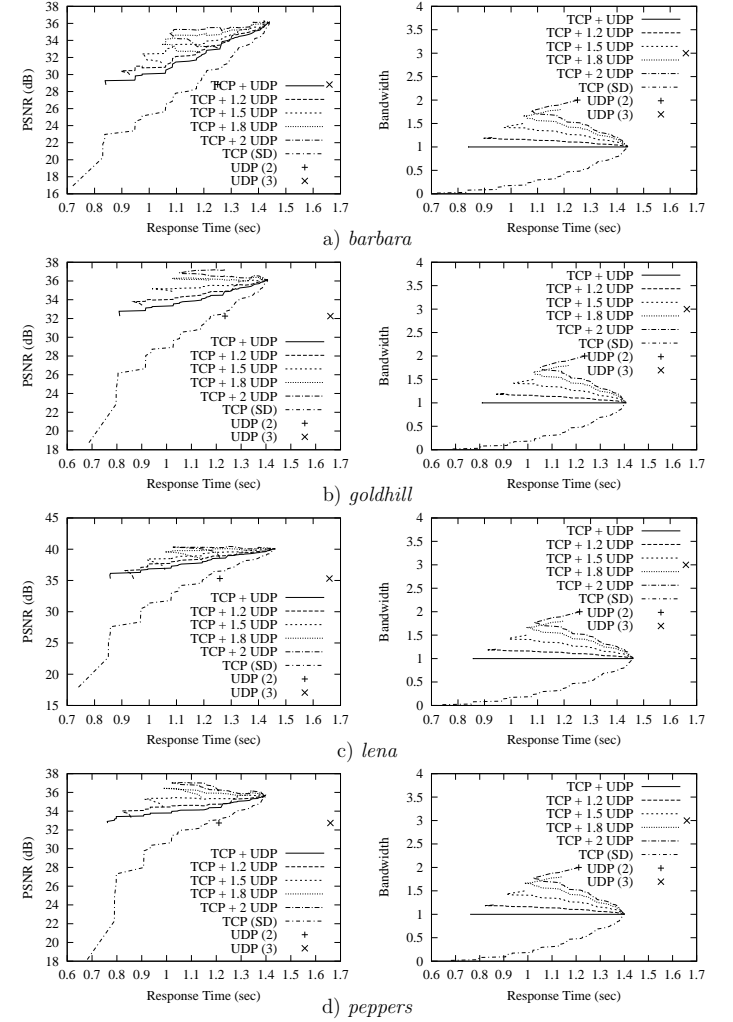 38
36
34
32
30
28
26
24
22
20
18
16
0.7 0.8 0.9 1 1.1 1.2 1.3 1.4 1.5 1.6 1.7
PSNR (dB)
Response Time (sec)
TCP + UDP
TCP + 1.2 UDP
TCP + 1.5 UDP
TCP + 1.8 UDP
TCP + 2 UDP
TCP (SD)
UDP (2)
UDP (3)
4
3.5
3
2.5
2
1.5
1
0.5
0
0.7 0.8 0.9 1 1.1 1.2 1.3 1.4 1.5 1.6 1.7
Bandwidth
Response Time (sec)
TCP + UDP
TCP + 1.2 UDP
TCP + 1.5 UDP
TCP + 1.8 UDP
TCP + 2 UDP
TCP (SD)
UDP (2)
UDP (3)
a) barbara
38
36
34
32
30
28
26
24
22
20
18
0.6 0.7 0.8 0.9 1 1.1 1.2 1.3 1.4 1.5 1.6 1.7
PSNR (dB)
Response Time (sec)
TCP + UDP
TCP + 1.2 UDP
TCP + 1.5 UDP
TCP + 1.8 UDP
TCP + 2 UDP
TCP (SD)
UDP (2)
UDP (3)
4
3.5
3
2.5
2
1.5
1
0.5
0
0.6 0.7 0.8 0.9 1 1.1 1.2 1.3 1.4 1.5 1.6 1.7
Bandwidth
Response Time (sec)
TCP + UDP
TCP + 1.2 UDP
TCP + 1.5 UDP
TCP + 1.8 UDP
TCP + 2 UDP
TCP (SD)
UDP (2)
UDP (3)
b) goldhill
45
40
35
30
25
20
15
0.7 0.8 0.9 1 1.1 1.2 1.3 1.4 1.5 1.6 1.7
PSNR (dB)
Response Time (sec)
TCP + UDP
TCP + 1.2 UDP
TCP + 1.5 UDP
TCP + 1.8 UDP
TCP + 2 UDP
TCP (SD)
UDP (2)
UDP (3)
4
3.5
3
2.5
2
1.5
1
0.5
0
0.7 0.8 0.9 1 1.1 1.2 1.3 1.4 1.5 1.6 1.7
Bandwidth
Response Time (sec)
TCP + UDP
TCP + 1.2 UDP
TCP + 1.5 UDP
TCP + 1.8 UDP
TCP + 2 UDP
TCP (SD)
UDP (2)
UDP (3)
c) lena
38
36
34
32
30
28
26
24
22
20
18
0.6 0.7 0.8 0.9 1 1.1 1.2 1.3 1.4 1.5 1.6 1.7
PSNR (dB)
Response Time (sec)
TCP + UDP
TCP + 1.2 UDP
TCP + 1.5 UDP
TCP + 1.8 UDP
TCP + 2 UDP
TCP (SD)
UDP (2)
UDP (3)
4
3.5
3
2.5
2
1.5
1
0.5
0
0.6 0.7 0.8 0.9 1 1.1 1.2 1.3 1.4 1.5 1.6 1.7
Bandwidth
Response Time (sec)
TCP + UDP
TCP + 1.2 UDP
TCP + 1.5 UDP
TCP + 1.8 UDP
TCP + 2 UDP
TCP (SD)
UDP (2)
UDP (3)
d) peppers